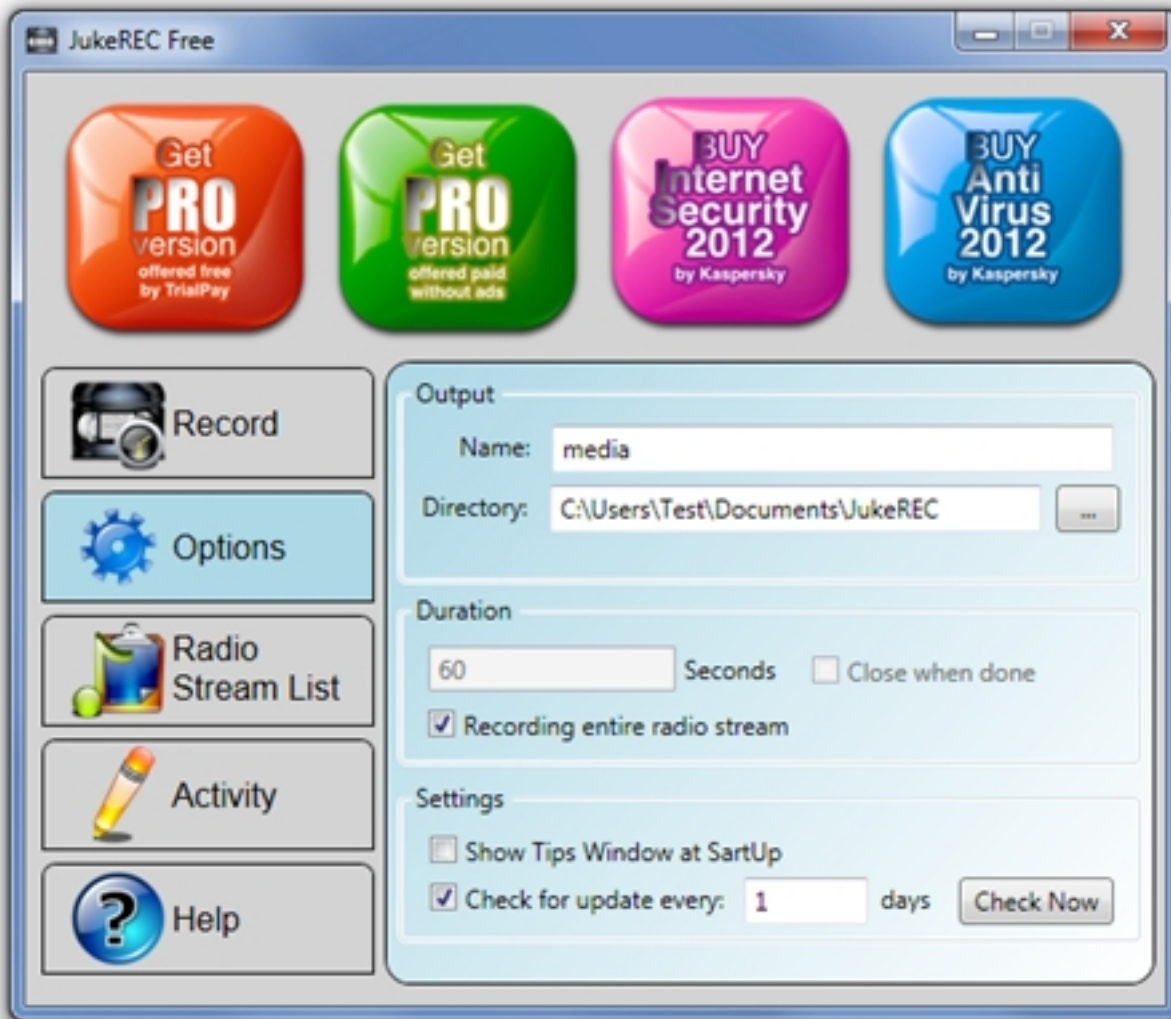 JukeREC Free
Get
PRO
version
offered free
by TrialPay
Get
PRO
version
offered paid
without ads
BUY
Internet
Security
2012
by Kaspersky
BUY
Anti
Virus
2012
by Kaspersky
Record
Options
Radio
Stream List
Activity
Help
Output
Name: media
Directory: C:\Users\Test\Documents\JukeREC ...
Duration
60 Seconds Close when done
Recording entire radio stream
Settings
Show Tips Window at SartUp
Check for update every: 1 days Check Now